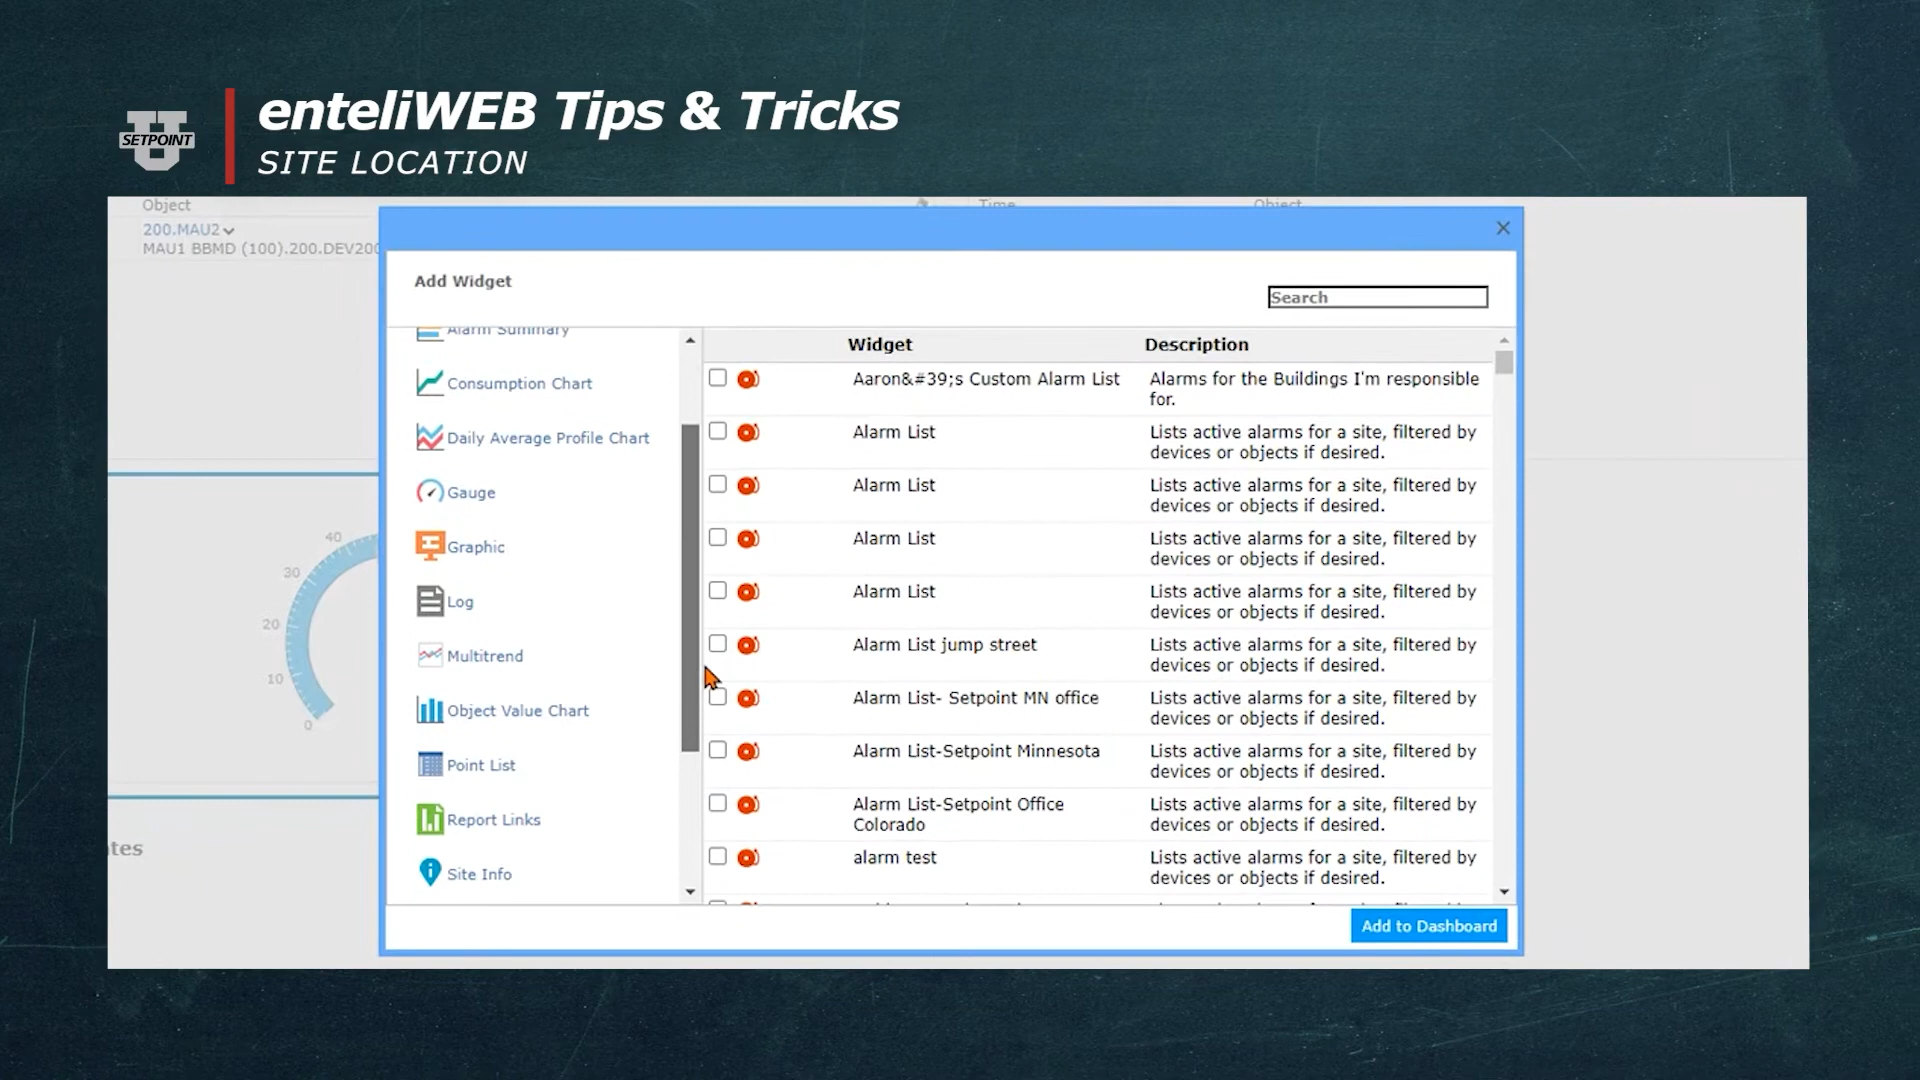 enteliWEB Tips & Tricks
SETPOINT
SITE LOCATION
Object
Time
Object
200.MAU2
MAU1 BBMD (100).200.DEV200
Add Widget
Search
Alarm Summary
Widget
Description
Consumption Chart
Daily Average Profile Chart
Gauge
Graphic
Log
Multitrend
Object Value Chart
Point List
Report Links
Site Info
Aaron&#39;s Custom Alarm List
Alarms for the Buildings I'm responsible
for.
Alarm List
Lists active alarms for a site, filtered by
devices or objects if desired.
Alarm List
Lists active alarms for a site, filtered by
devices or objects if desired.
Alarm List
Lists active alarms for a site, filtered by
devices or objects if desired.
Alarm List
Lists active alarms for a site, filtered by
devices or objects if desired.
Alarm List jump street
Lists active alarms for a site, filtered by
devices or objects if desired.
Alarm List- Setpoint MN office
Lists active alarms for a site, filtered by
devices or objects if desired.
Alarm List-Setpoint Minnesota
Lists active alarms for a site, filtered by
devices or objects if desired.
Alarm List-Setpoint Office
Colorado
Lists active alarms for a site, filtered by
devices or objects if desired.
alarm test
Lists active alarms for a site, filtered by
devices or objects if desired.
40
30
20
10
0
tes
Add to Dashboard